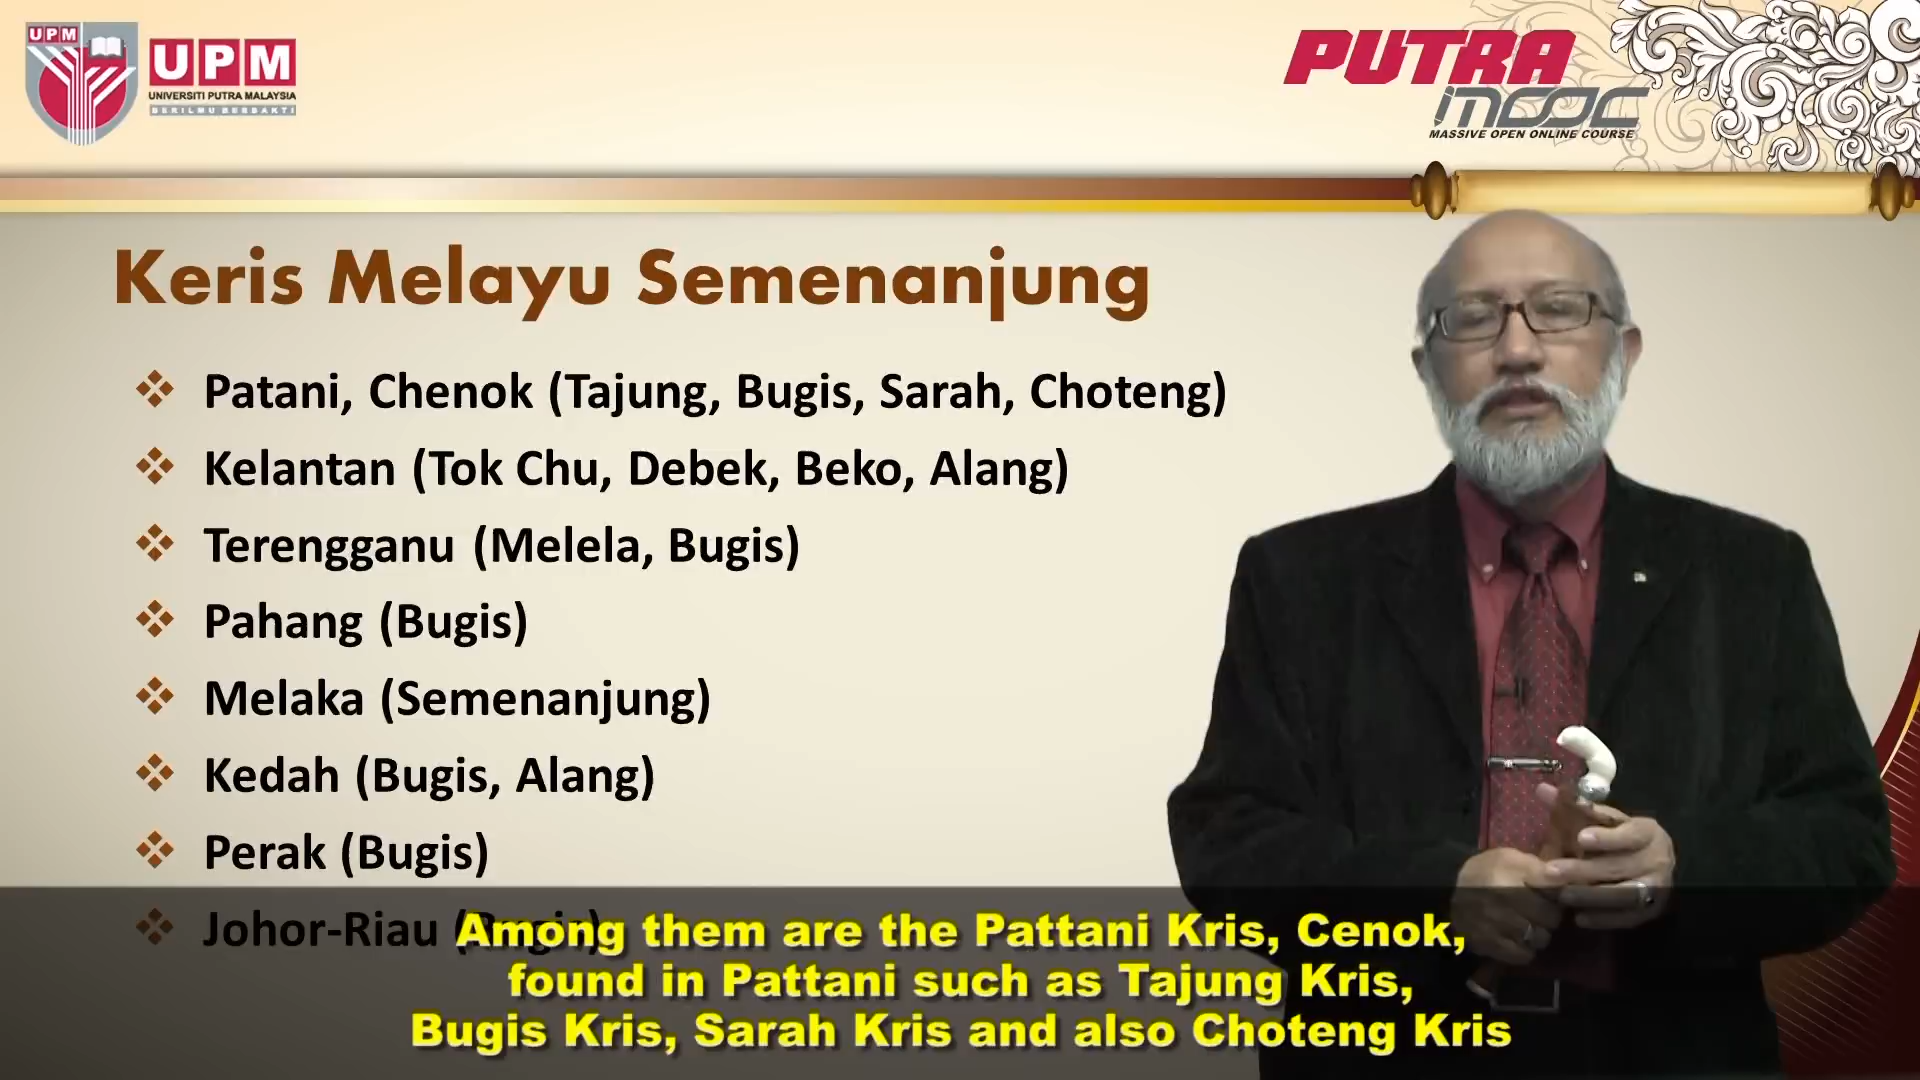 UPM
UPM
UNIVERSITI PUTRA MALAYSIA
BERILMU BERBAKTI
PUTRA
mooc
MASSIVE OPEN ONLINE COURSE
Keris Melayu Semenanjung
Patani, Chenok (Tajung, Bugis, Sarah, Choteng)
Kelantan (Tok Chu, Debek, Beko, Alang)
Terengganu (Melela, Bugis)
Pahang (Bugis)
Melaka (Semenanjung)
Kedah (Bugis, Alang)
Perak (Bugis)
Johor-Riau (Bugis)
Among them are the Pattani Kris, Cenok,
found in Pattani such as Tajung Kris,
Bugis Kris, Sarah Kris and also Choteng Kris